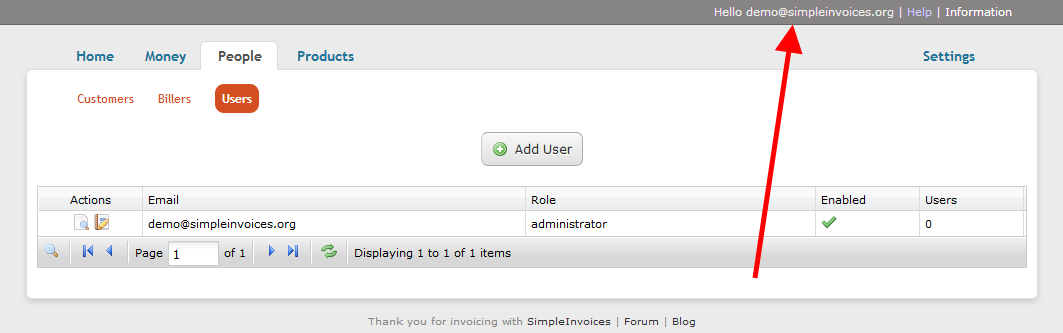 Hello demo@simpleinvoices.org | Help | Information
Home Money People Products Settings
Customers Billers Users
Add User
Actions Email Role Enabled Users
demo@simpleinvoices.org administrator 0
Page 1 of 1 Displaying 1 to 1 of 1 items
Thank you for invoicing with SimpleInvoices | Forum | Blog